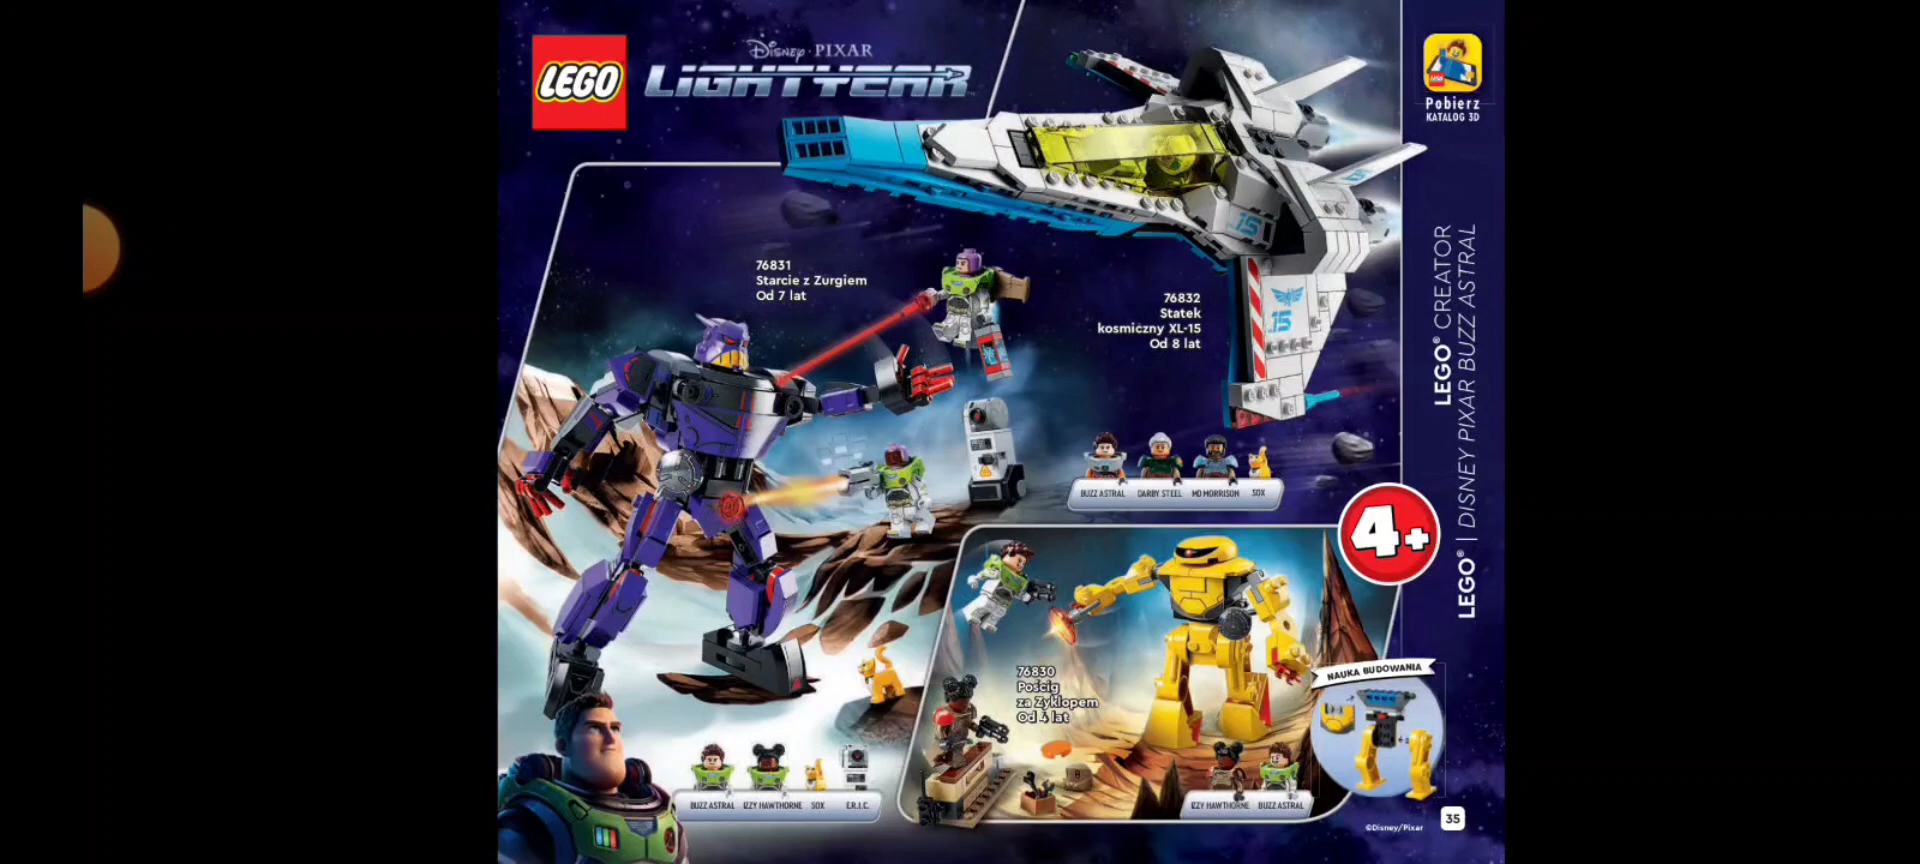 LEGO
Disney · PIXAR
LIGHTYEAR
Pobierz
KATALOG 3D
76831
Starcie z Zurgiem
Od 7 lat
76832
Statek
kosmiczny XL-15
Od 8 lat
15
15
BUZZ ASTRAL DARBY STEEL MO MORRISON SOX
4+
LEGO® CREATOR
LEGO® | DISNEY PIXAR BUZZ ASTRAL
76830
Pościg
za Zyklopem
Od 4 lat
NAUKA BUDOWANIA
BUZZ ASTRAL IZZY HAWTHORNE SOX E.R.I.C.
IZZY HAWTHORNE BUZZ ASTRAL
©Disney/Pixar
35